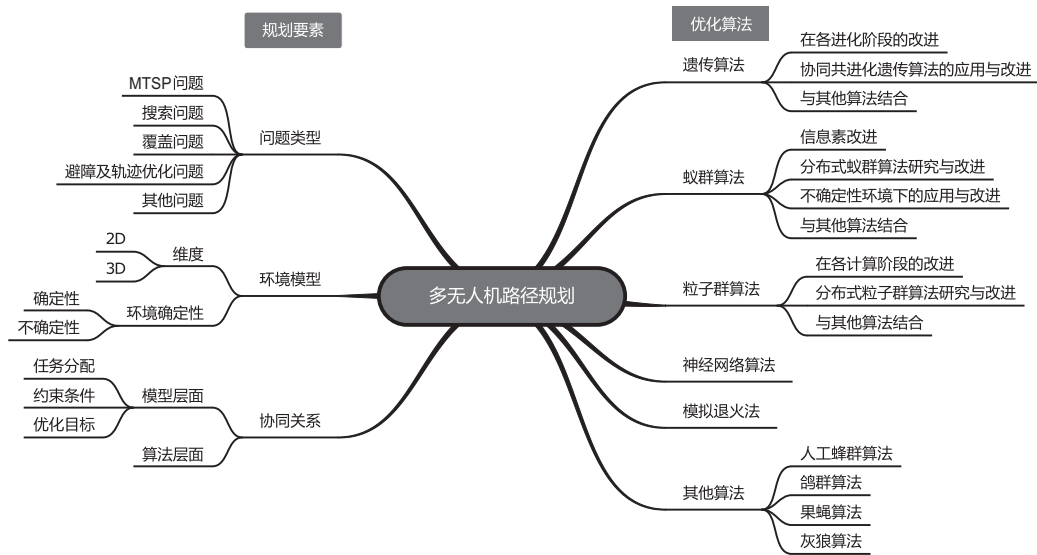 规划要素
优化算法
MTSP问题
搜索问题
覆盖问题
避障及轨迹优化问题
其他问题
问题类型
2D
3D
维度
确定性
不确定性
环境确定性
环境模型
任务分配
约束条件
优化目标
模型层面
算法层面
协同关系
多无人机路径规划
遗传算法
在各进化阶段的改进
协同共进化遗传算法的应用与改进
与其他算法结合
蚁群算法
信息素改进
分布式蚁群算法研究与改进
不确定性环境下的应用与改进
与其他算法结合
粒子群算法
在各计算阶段的改进
分布式粒子群算法研究与改进
与其他算法结合
神经网络算法
模拟退火法
其他算法
人工蜂群算法
鸽群算法
果蝇算法
灰狼算法